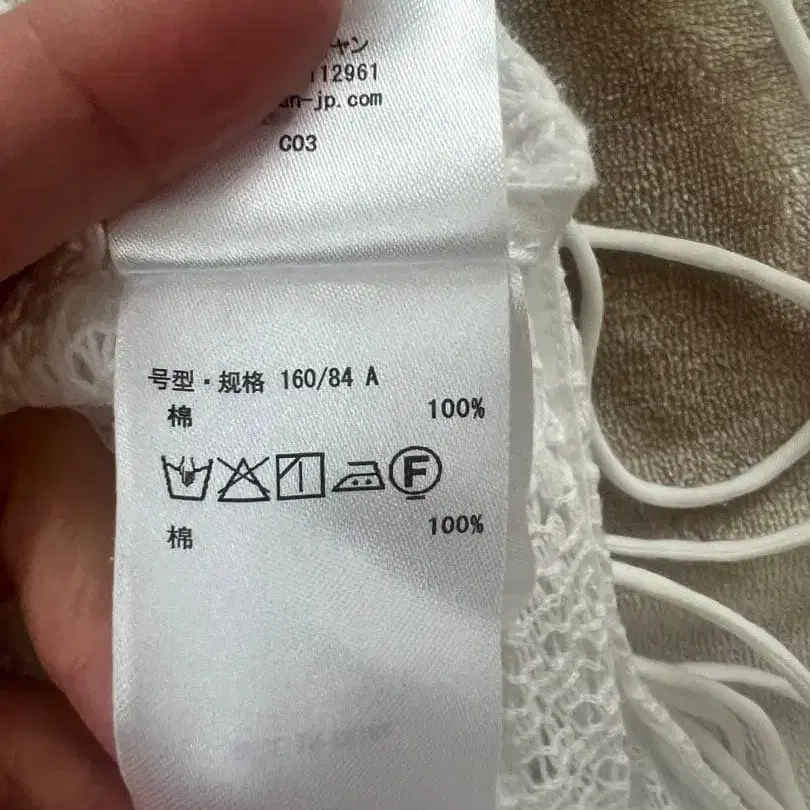 ャン
112961
an-jp.com
C03
号型・规格 160/84 A
棉 100%
F
棉 100%